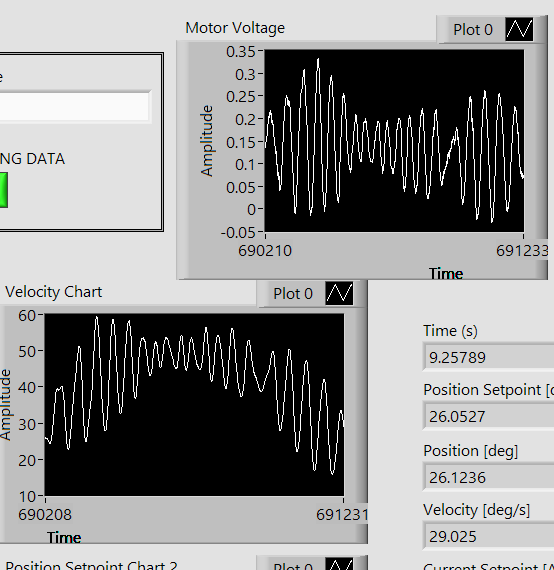 Motor Voltage
Plot 0
0.35
0.3
0.25
0.2
0.15
0.1
0.05
0
-0.05
Amplitude
690210
691233
Time
e
NG DATA
Velocity Chart
Plot 0
60
50
40
30
20
10
Amplitude
690208
691231
Time
Time (s)
9.25789
Position Setpoint [d
26.0527
Position [deg]
26.1236
Velocity [deg/s]
29.025
Current Setpoint [A
Position Setpoint Chart 2
Plot 0